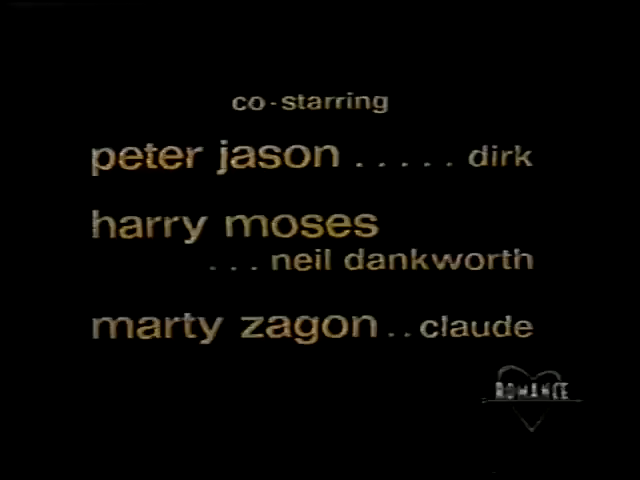 co-starring
peter jason ..... dirk
harry moses
... neil dankworth
marty zagon .. claude
ROMANCE